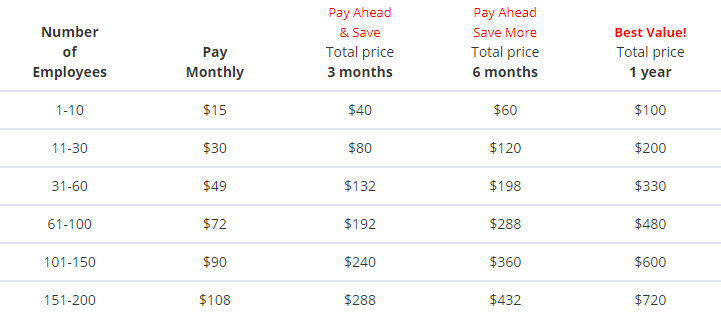 Number of Employees
Pay Monthly
Pay Ahead & Save Total price 3 months
Pay Ahead Save More Total price 6 months
Best Value! Total price 1 year
1-10 $15 $40 $60 $100
11-30 $30 $80 $120 $200
31-60 $49 $132 $198 $330
61-100 $72 $192 $288 $480
101-150 $90 $240 $360 $600
151-200 $108 $288 $432 $720